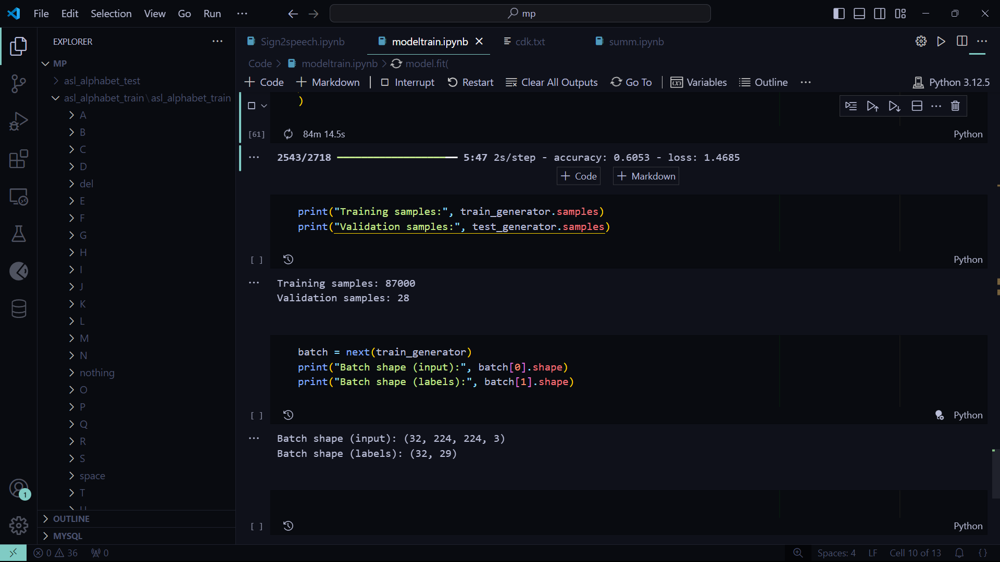 File Edit Selection View Go Run ··· mp
EXPLORER ···
MP
asl_alphabet_test
asl_alphabet_train\asl_alphabet_train
A
B
C
D
del
E
F
G
H
I
J
K
L
M
N
nothing
O
P
Q
R
S
space
T
U
OUTLINE
MYSQL
Sign2speech.ipynb modeltrain.ipynb cdk.txt summ.ipynb ···
Code > modeltrain.ipynb > model.fit(
+ Code + Markdown | Interrupt Restart Clear All Outputs Go To | Variables Outline ··· Python 3.12.5
)
[61] 84m 14.5s Python
2543/2718 5:47 2s/step - accuracy: 0.6053 - loss: 1.4685
+ Code + Markdown
print("Training samples:", train_generator.samples)
print("Validation samples:", test_generator.samples)
[ ] Python
Training samples: 87000
Validation samples: 28
batch = next(train_generator)
print("Batch shape (input):", batch[0].shape)
print("Batch shape (labels):", batch[1].shape)
[ ] Python
Batch shape (input): (32, 224, 224, 3)
Batch shape (labels): (32, 29)
[ ] Python
1
0 36 0 Spaces: 4 LF Cell 10 of 13 {}